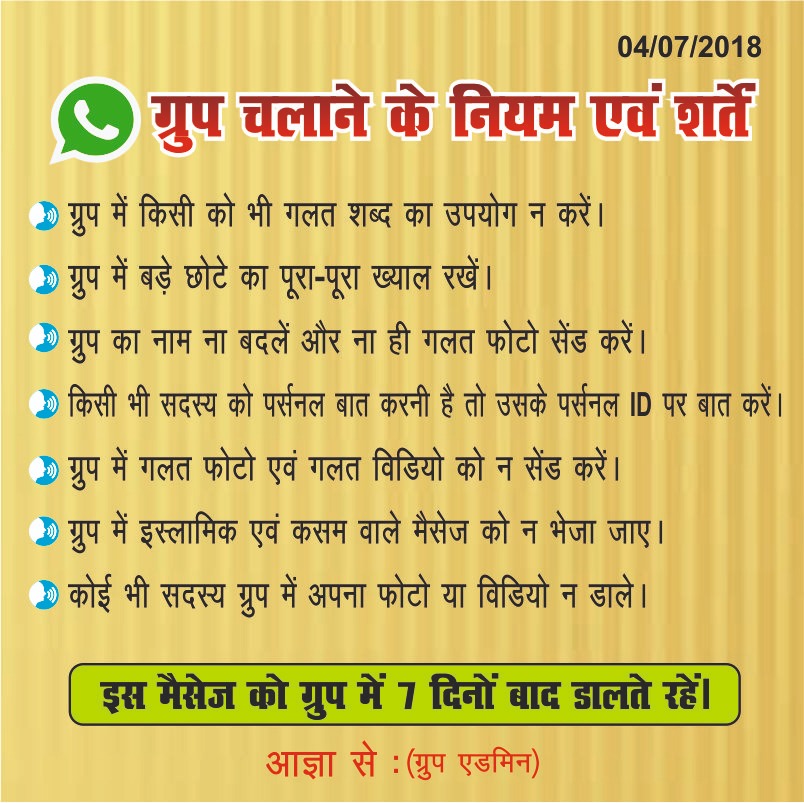 04/07/2018
ग्रुप चलाने के नियम एवं शर्ते
ग्रुप में किसी को भी गलत शब्द का उपयोग न करें।
ग्रुप में बड़े छोटे का पूरा-पूरा ख्याल रखें।
ग्रुप का नाम ना बदलें और ना ही गलत फोटो सेंड करें।
किसी भी सदस्य को पर्सनल बात करनी है तो उसके पर्सनल ID पर बात करें।
ग्रुप में गलत फोटो एवं गलत विडियो को न सेंड करें।
ग्रुप में इस्लामिक एवं कसम वाले मैसेज को न भेजा जाए।
कोई भी सदस्य ग्रुप में अपना फोटो या विडियो न डाले।
इस मैसेज को ग्रुप में 7 दिनों बाद डालते रहें।
आज्ञा से : (ग्रुप एडमिन)